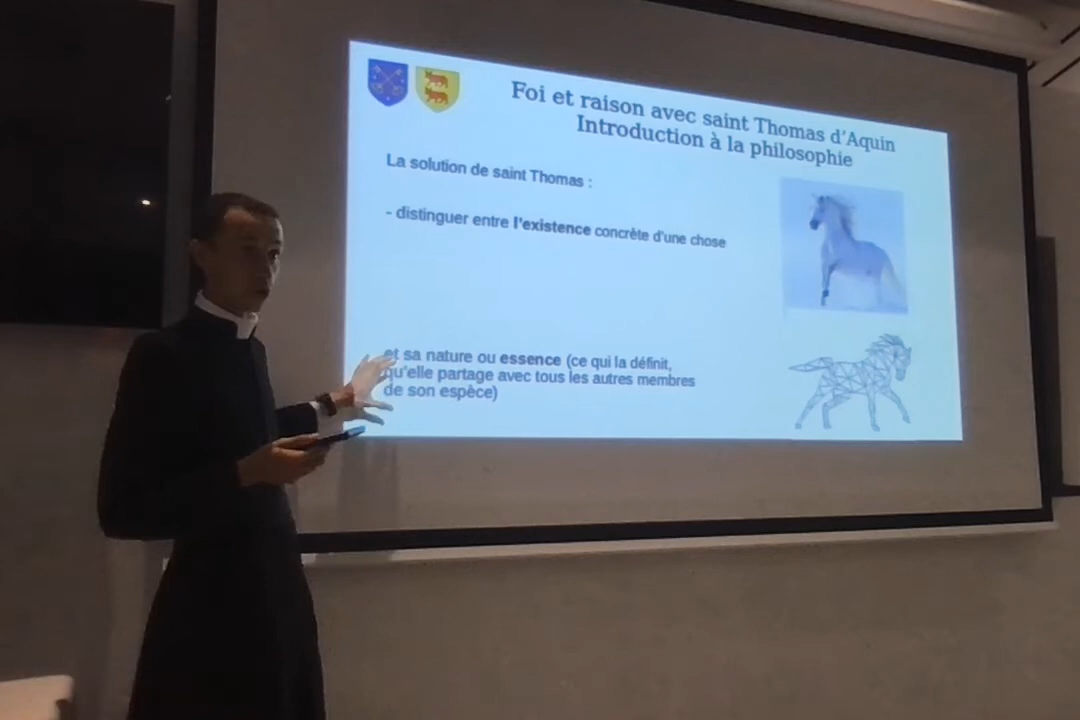 Foi et raison avec saint Thomas d'Aquin
Introduction à la philosophie
La solution de saint Thomas :
- distinguer entre l'existence concrète d'une chose
et sa nature ou essence (ce qui la définit,
qu'elle partage avec tous les autres membres
de son espèce)